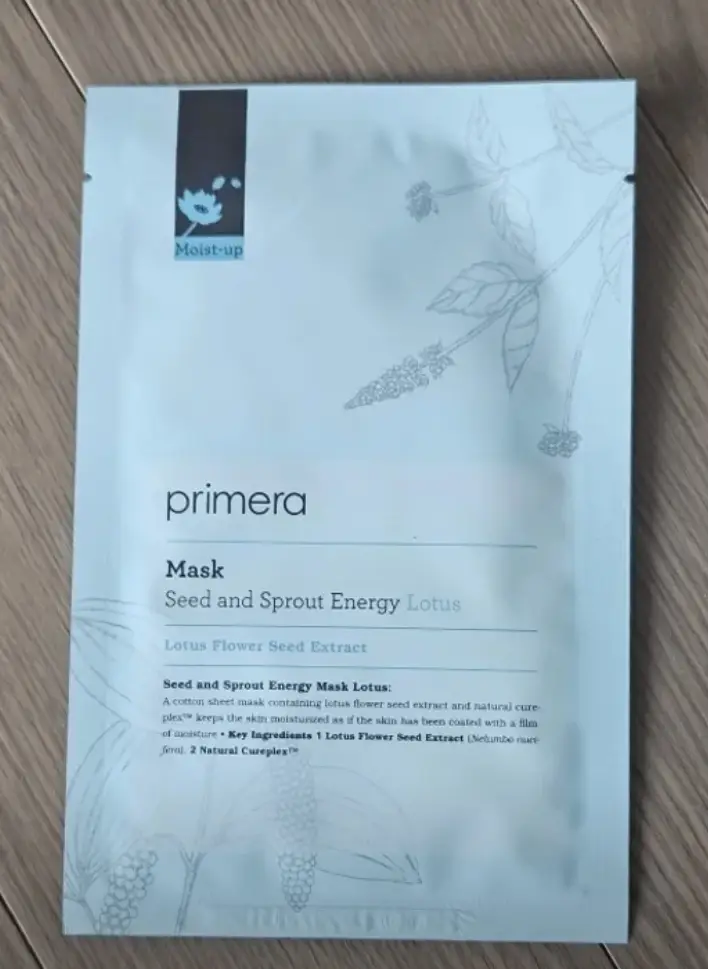 Moist-up
primera
Mask
Seed and Sprout Energy Lotus
Lotus Flower Seed Extract
Seed and Sprout Energy Mask Lotus:
A cotton sheet mask containing lotus flower seed extract and natural cure-
plex™ keeps the skin moisturized as if the skin has been coated with a film
of moisture • Key Ingredients 1 Lotus Flower Seed Extract (Nelumbo nuci-
fera), 2 Natural Cureplex™